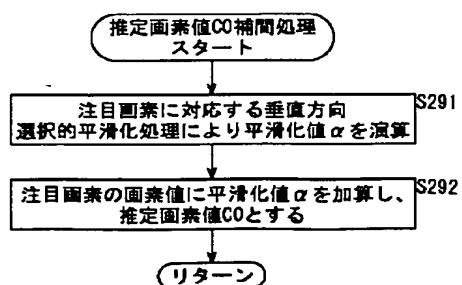 推定画素値CO補間処理
スタート
注目画素に対応する垂直方向
選択的平滑化処理により平滑化値αを演算
S291
注目画素の画素値に平滑化値αを加算し、
推定画素値COとする
S292
リターン